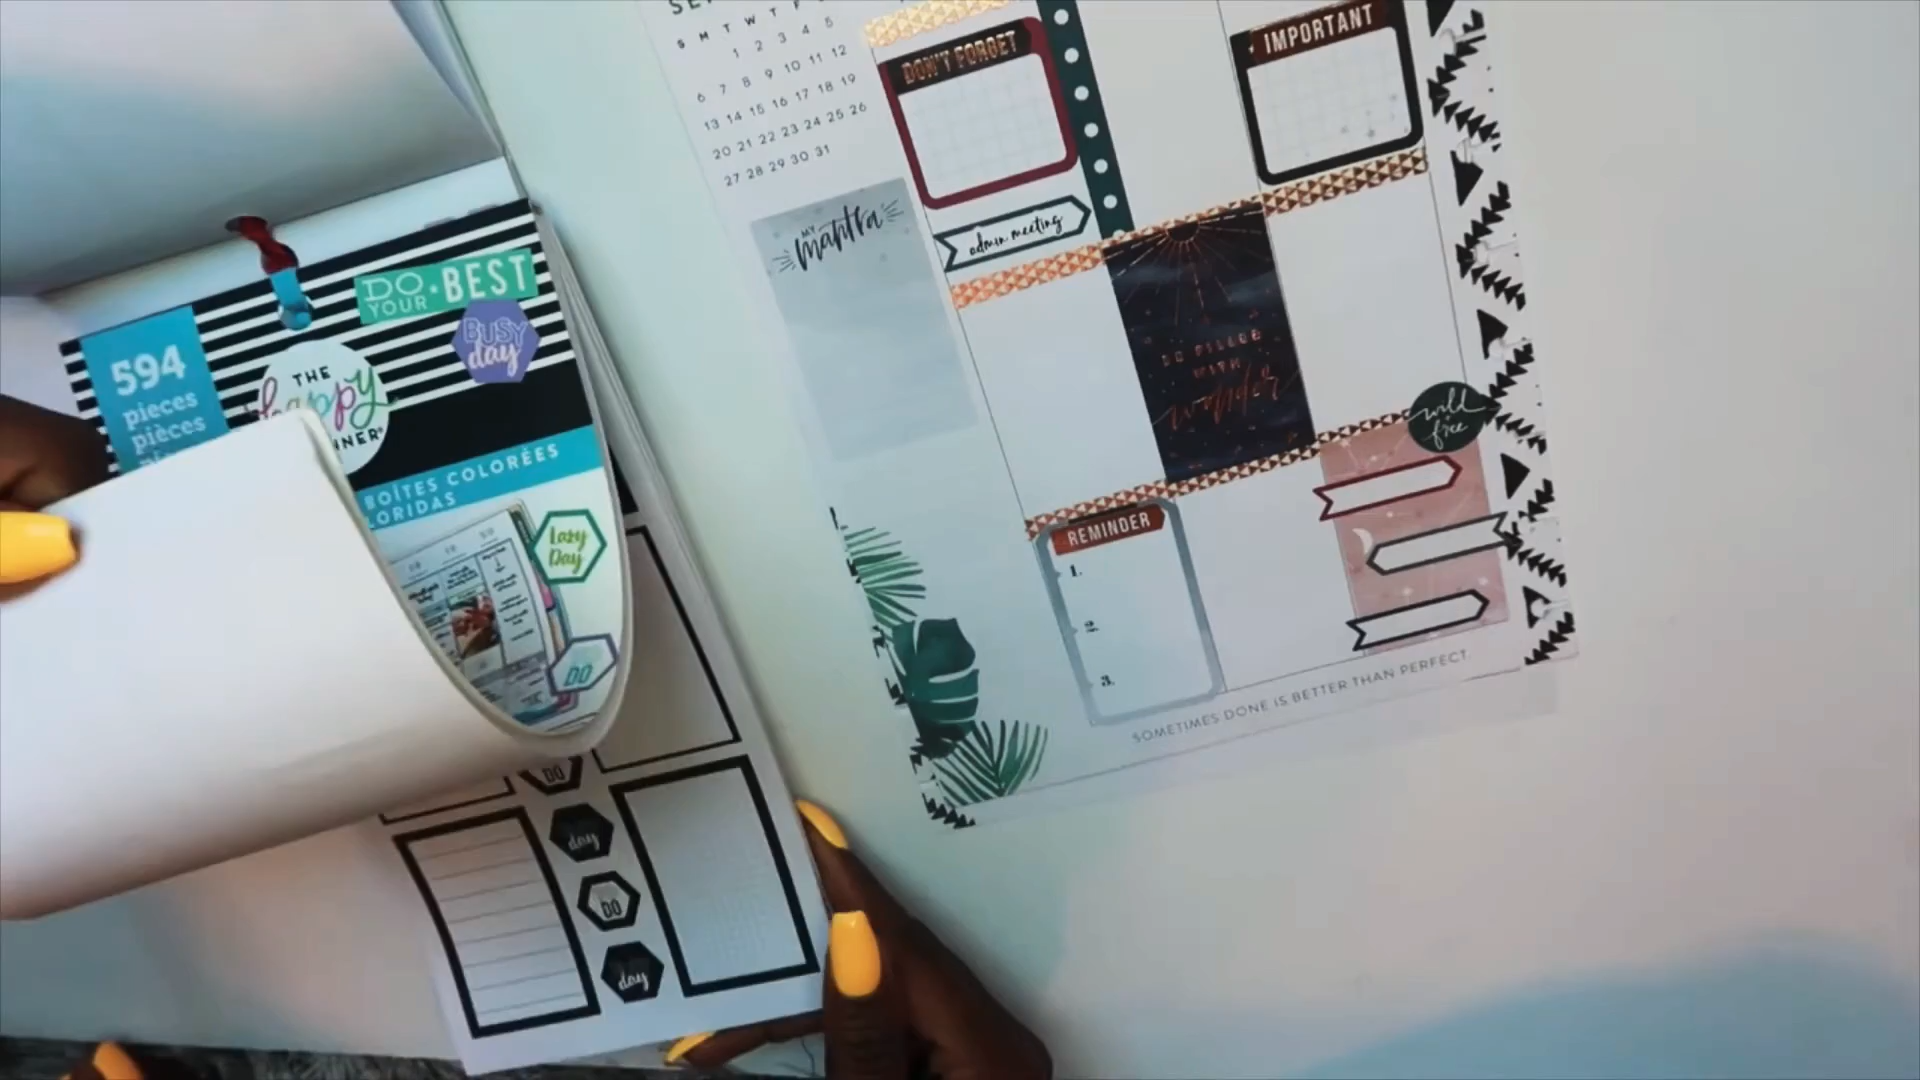 594
pieces
pièces
DO
YOUR
• BEST
BUSY
day
THE
happy
BOÎTES COLORÉES
Lazy
Day
DO
DO
day
DO
day
S M T W T F
1 2 3 4 5
6 7 8 9 10 11 12
13 14 15 16 17 18 19
20 21 22 23 24 25 26
27 28 29 30 31
MY
mantra
DON'T FORGET
admin meeting
IMPORTANT
WITH
wonder
wild
free
REMINDER
1.
2.
3.
SOMETIMES DONE IS BETTER THAN PERFECT.